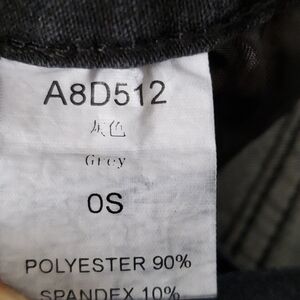 A8D512
灰色
Grey
0S
POLYESTER 90%
SPANDEX 10%